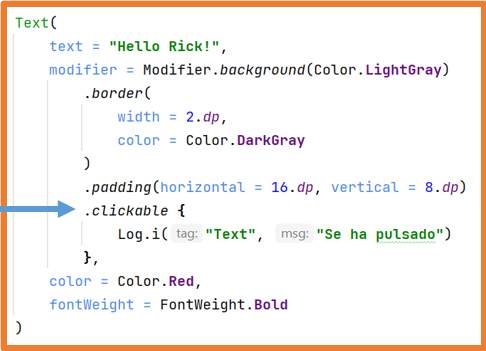 Text(
    text = "Hello Rick!",
    modifier = Modifier.background(Color.LightGray)
        .border(
            width = 2.dp,
            color = Color.DarkGray
        )
        .padding(horizontal = 16.dp, vertical = 8.dp)
        .clickable {
            Log.i( tag: "Text", msg: "Se ha pulsado")
        },
    color = Color.Red,
    fontWeight = FontWeight.Bold
)